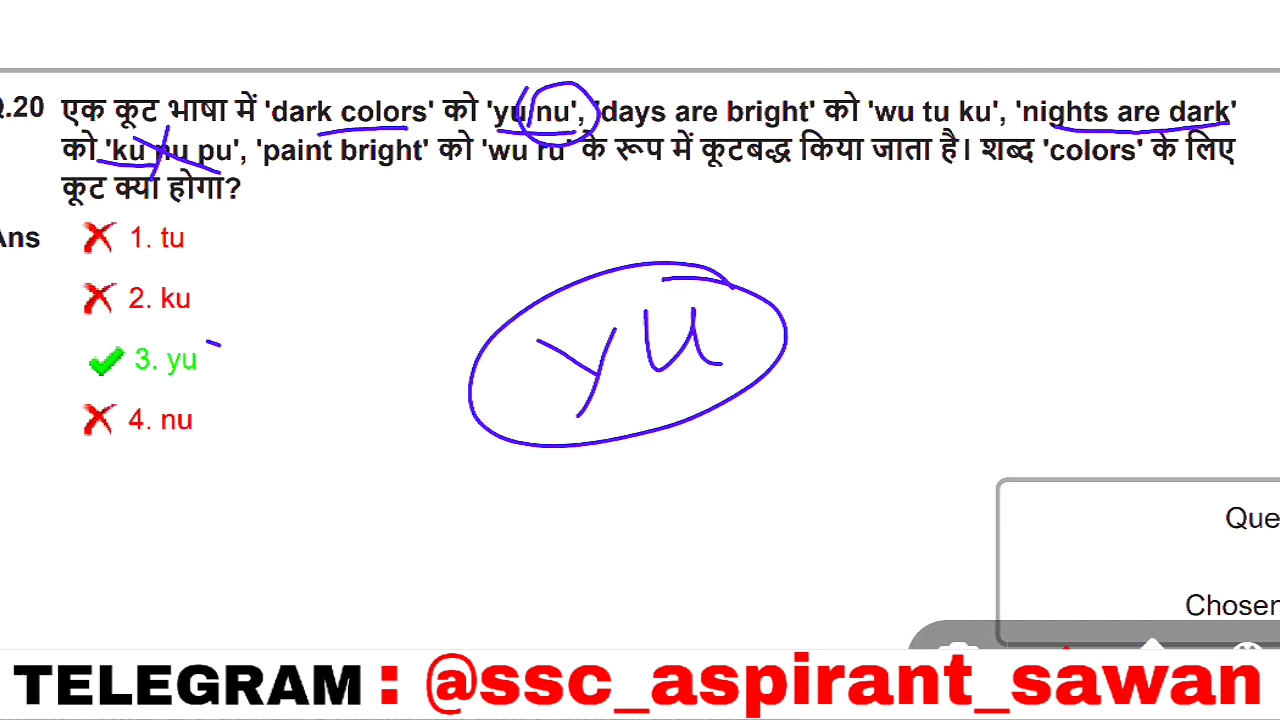 Q.20 एक कूट भाषा में 'dark colors' को 'yu nu', 'days are bright' को 'wu tu ku', 'nights are dark'
को 'ku nu pu', 'paint bright' को 'wu ru' के रूप में कूटबद्ध किया जाता है। शब्द 'colors' के लिए
कूट क्या होगा?
Ans
1. tu
2. ku
3. yu
4. nu
yu
Que
Chosen
TELEGRAM : @ssc_aspirant_sawan